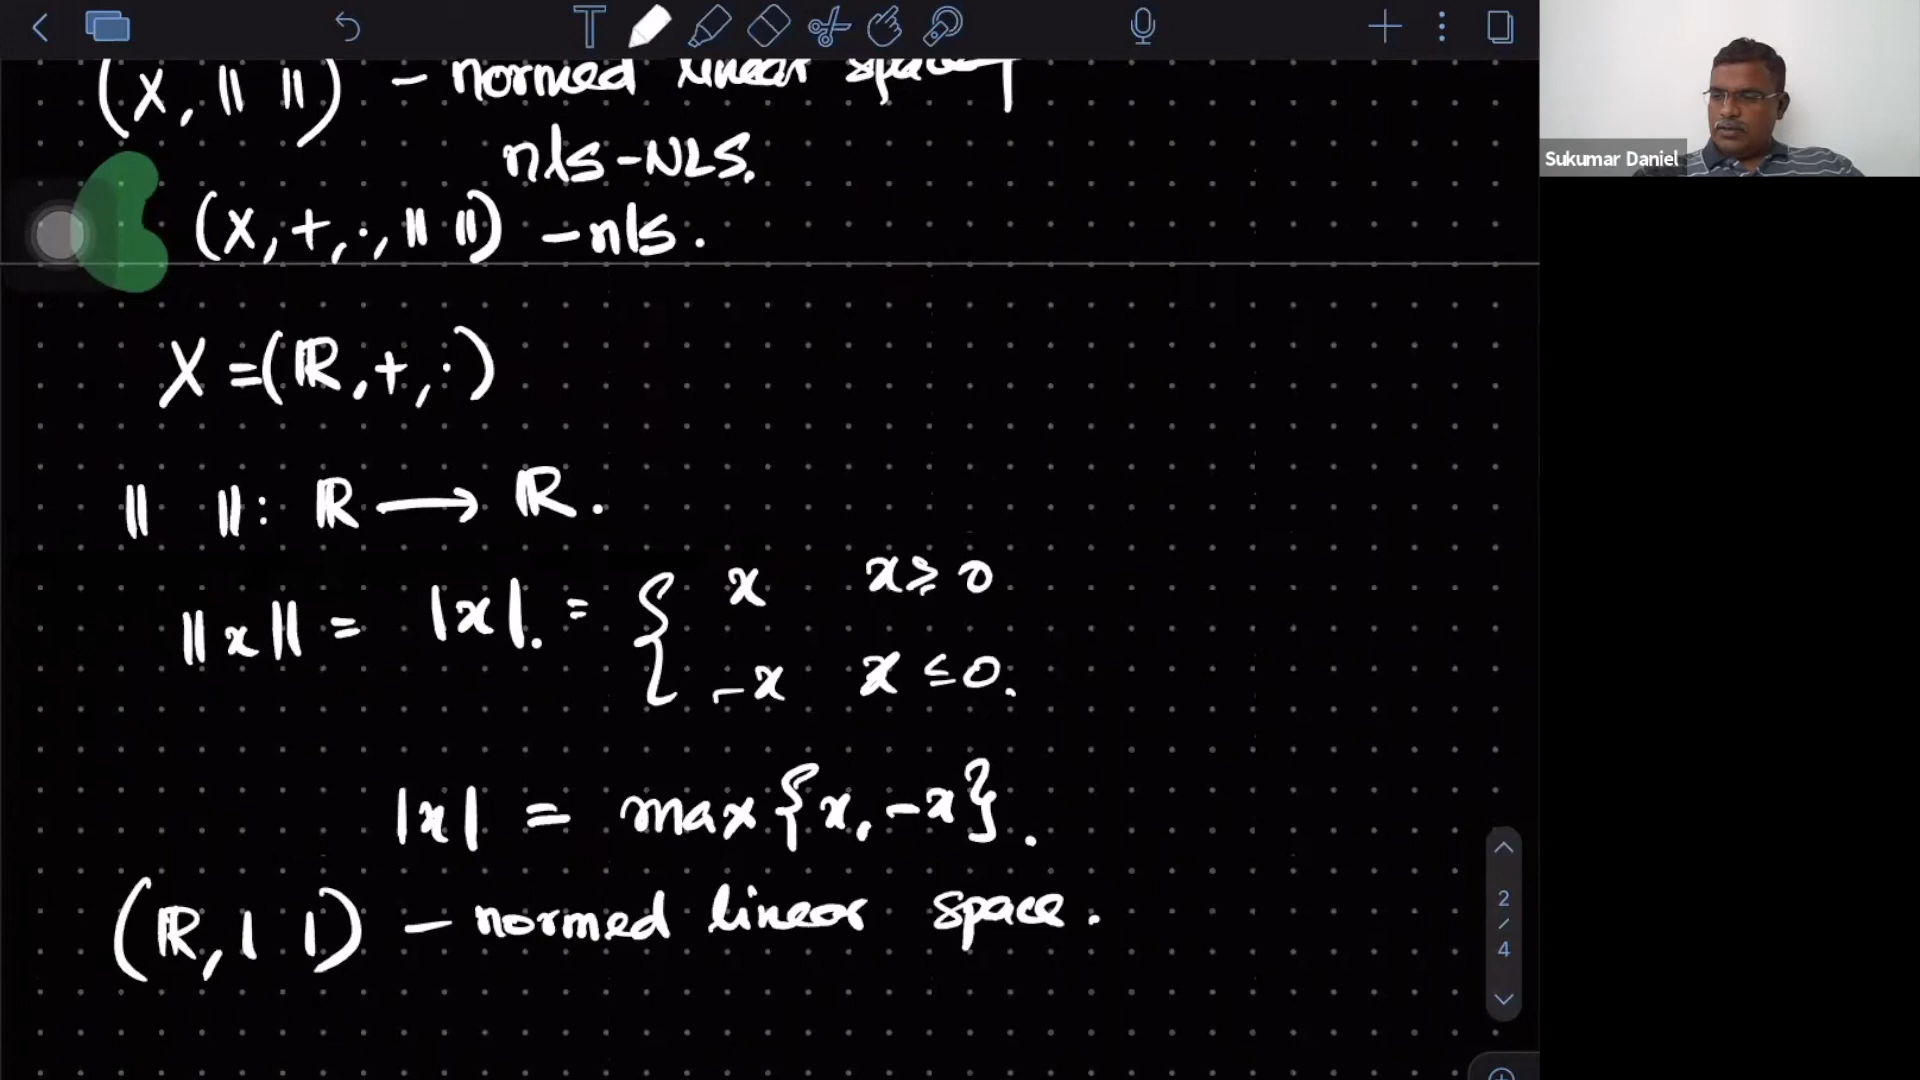 (X, || ||) - normed linear space
nls - NLS.
(X, +, ·, || ||) - nls.
X = (ℝ, +, ·)
|| ||: ℝ ⟶ ℝ.
||x|| = |x|. = { x x ≥ 0
-x x ≤ 0.
|x| = max{x, -x}.
(ℝ, | |) - normed linear space.
Sukumar Daniel
2
/
4